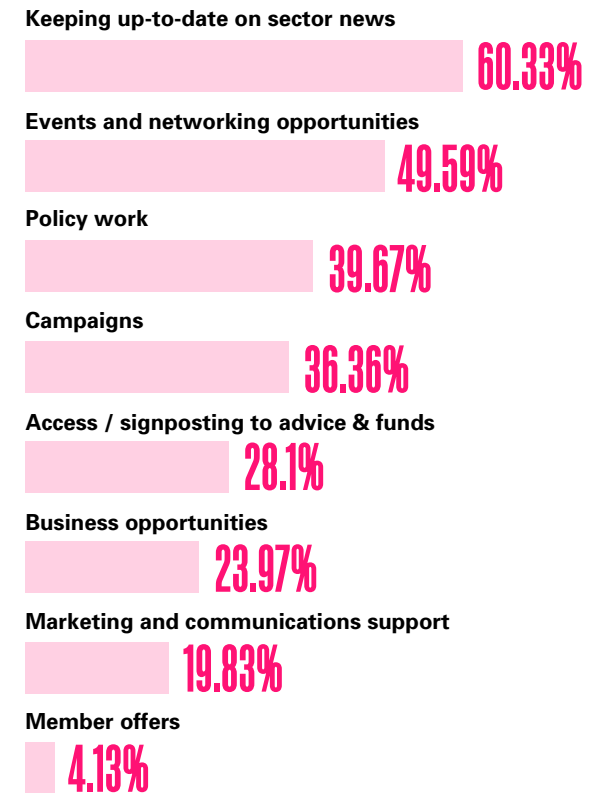 Keeping up-to-date on sector news
60.33%
Events and networking opportunities
49.59%
Policy work
39.67%
Campaigns
36.36%
Access / signposting to advice & funds
28.1%
Business opportunities
23.97%
Marketing and communications support
19.83%
Member offers
4.13%